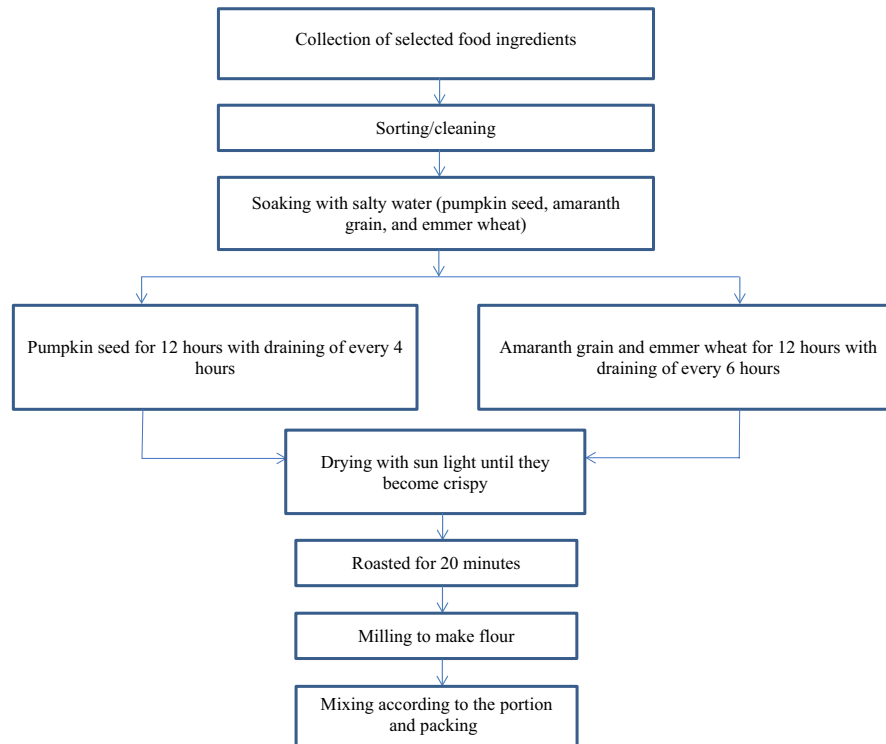 Collection of selected food ingredients
Sorting/cleaning
Soaking with salty water (pumpkin seed, amaranth
grain, and emmer wheat)
Pumpkin seed for 12 hours with draining of every 4
hours
Amaranth grain and emmer wheat for 12 hours with
draining of every 6 hours
Drying with sun light until they
become crispy
Roasted for 20 minutes
Milling to make flour
Mixing according to the portion
and packing